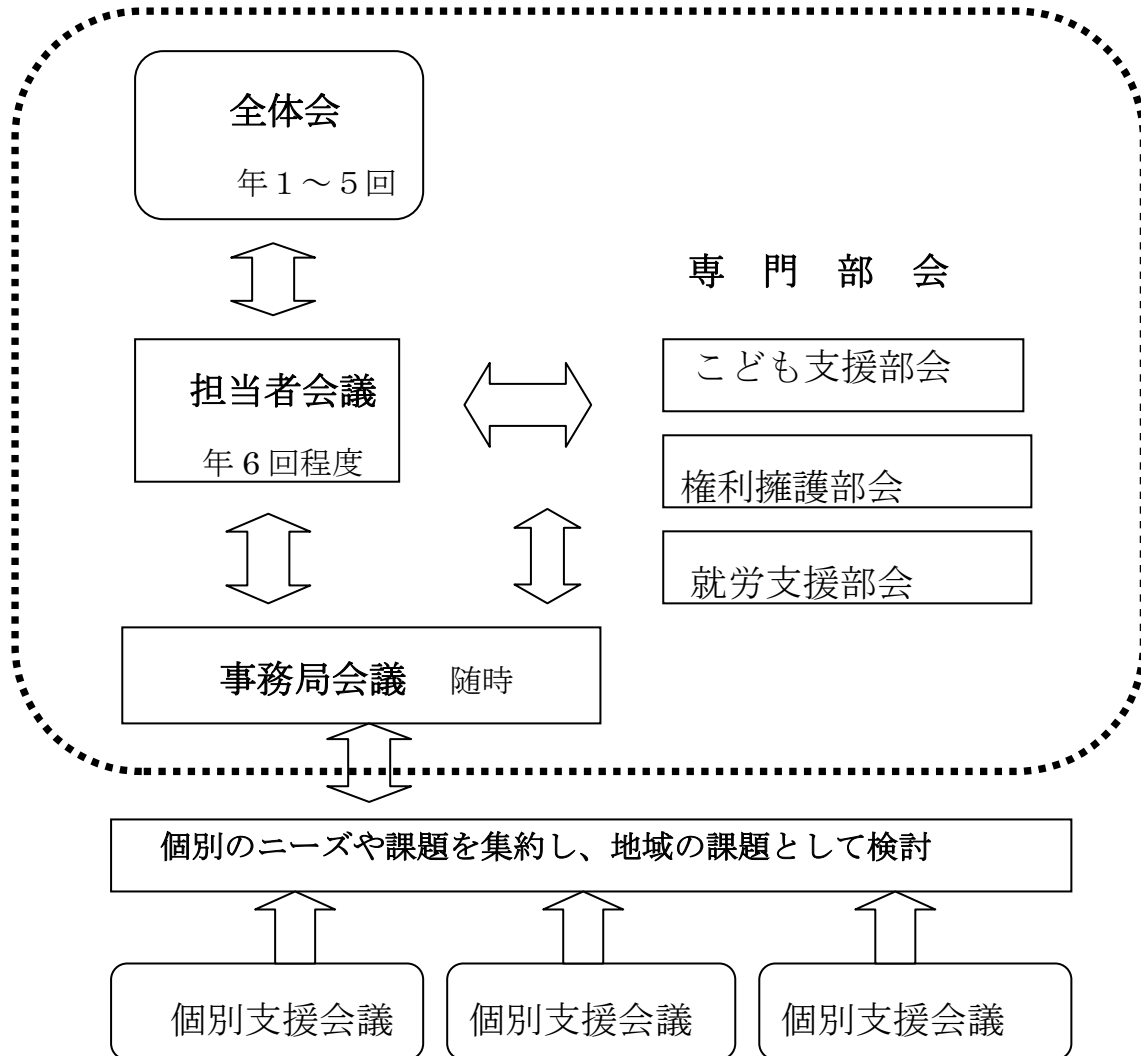 全体会
年1~5回
専門部会
担当者会議
年6回程度
こども支援部会
権利擁護部会
就労支援部会
事務局会議 随時
個別のニーズや課題を集約し、地域の課題として検討
個別支援会議
個別支援会議
個別支援会議